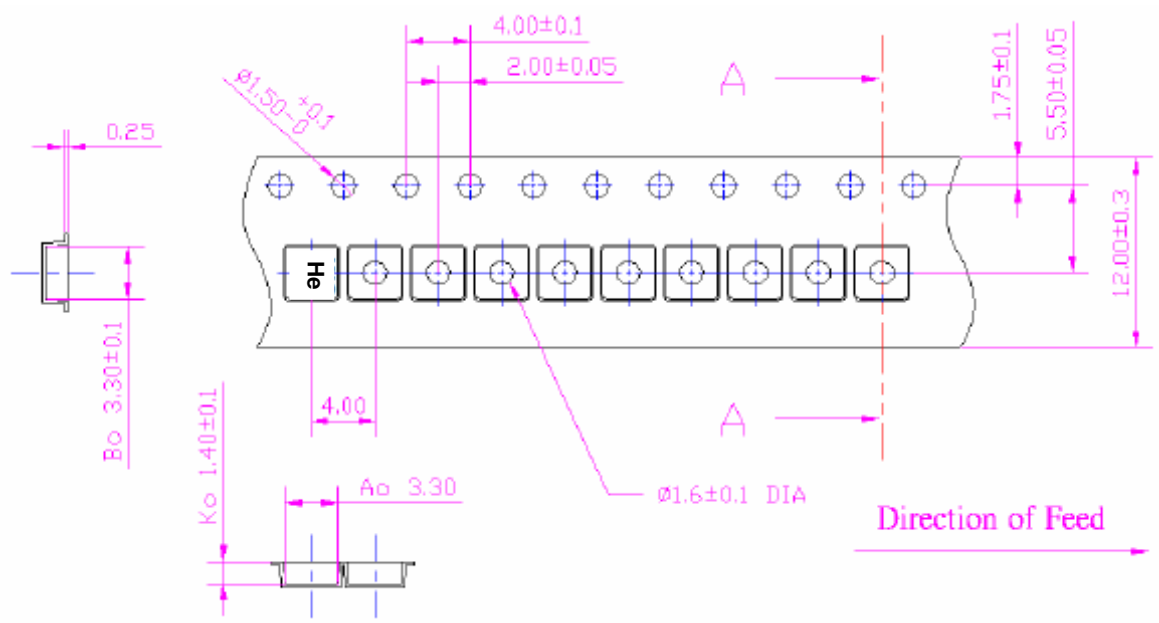 4.00±0.1
2.00±0.05
Ø1.50+0.1-0
A
1.75±0.1
5.50±0.05
0.25
12.00±0.3
He
Bo 3.30±0.1
4.00
A
Ko 1.40±0.1
Ao 3.30
Ø1.6±0.1 DIA
Direction of Feed